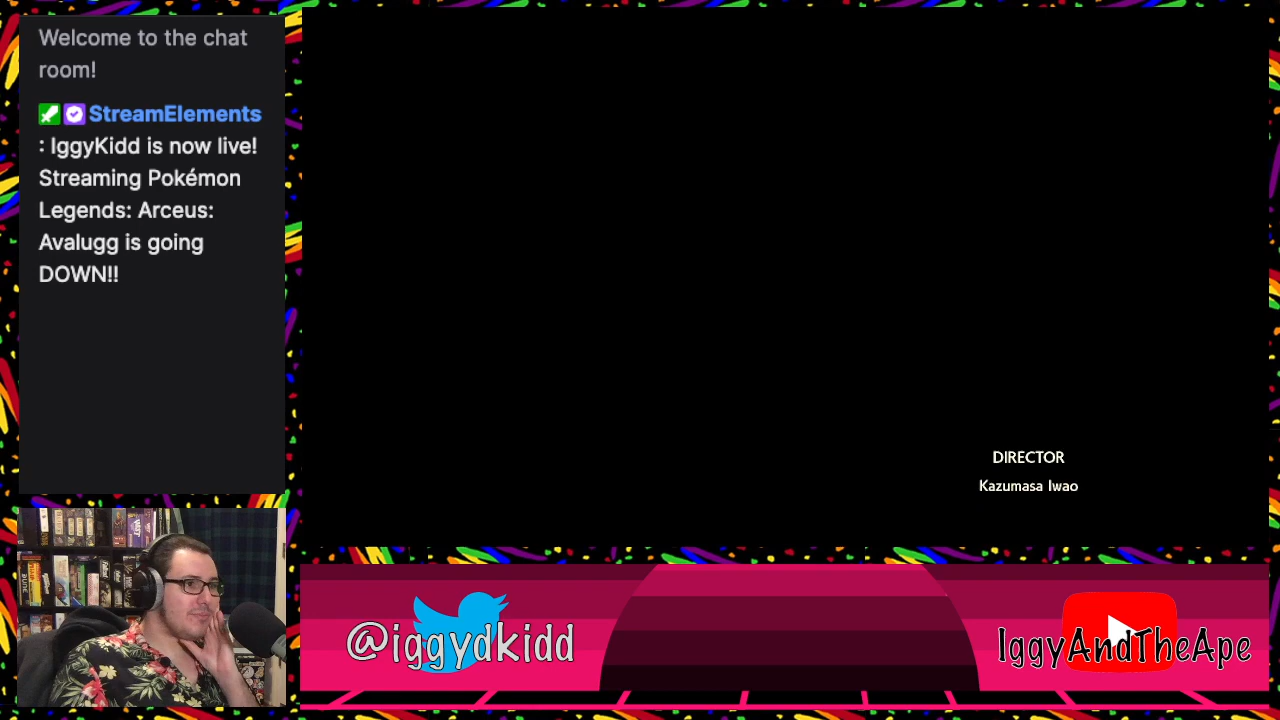 Welcome to the chat
room!
StreamElements
: IggyKidd is now live!
Streaming Pokémon
Legends: Arceus:
Avalugg is going
DOWN!!
DIRECTOR
Kazumasa Iwao
@iggydkidd
IggyAndTheApe